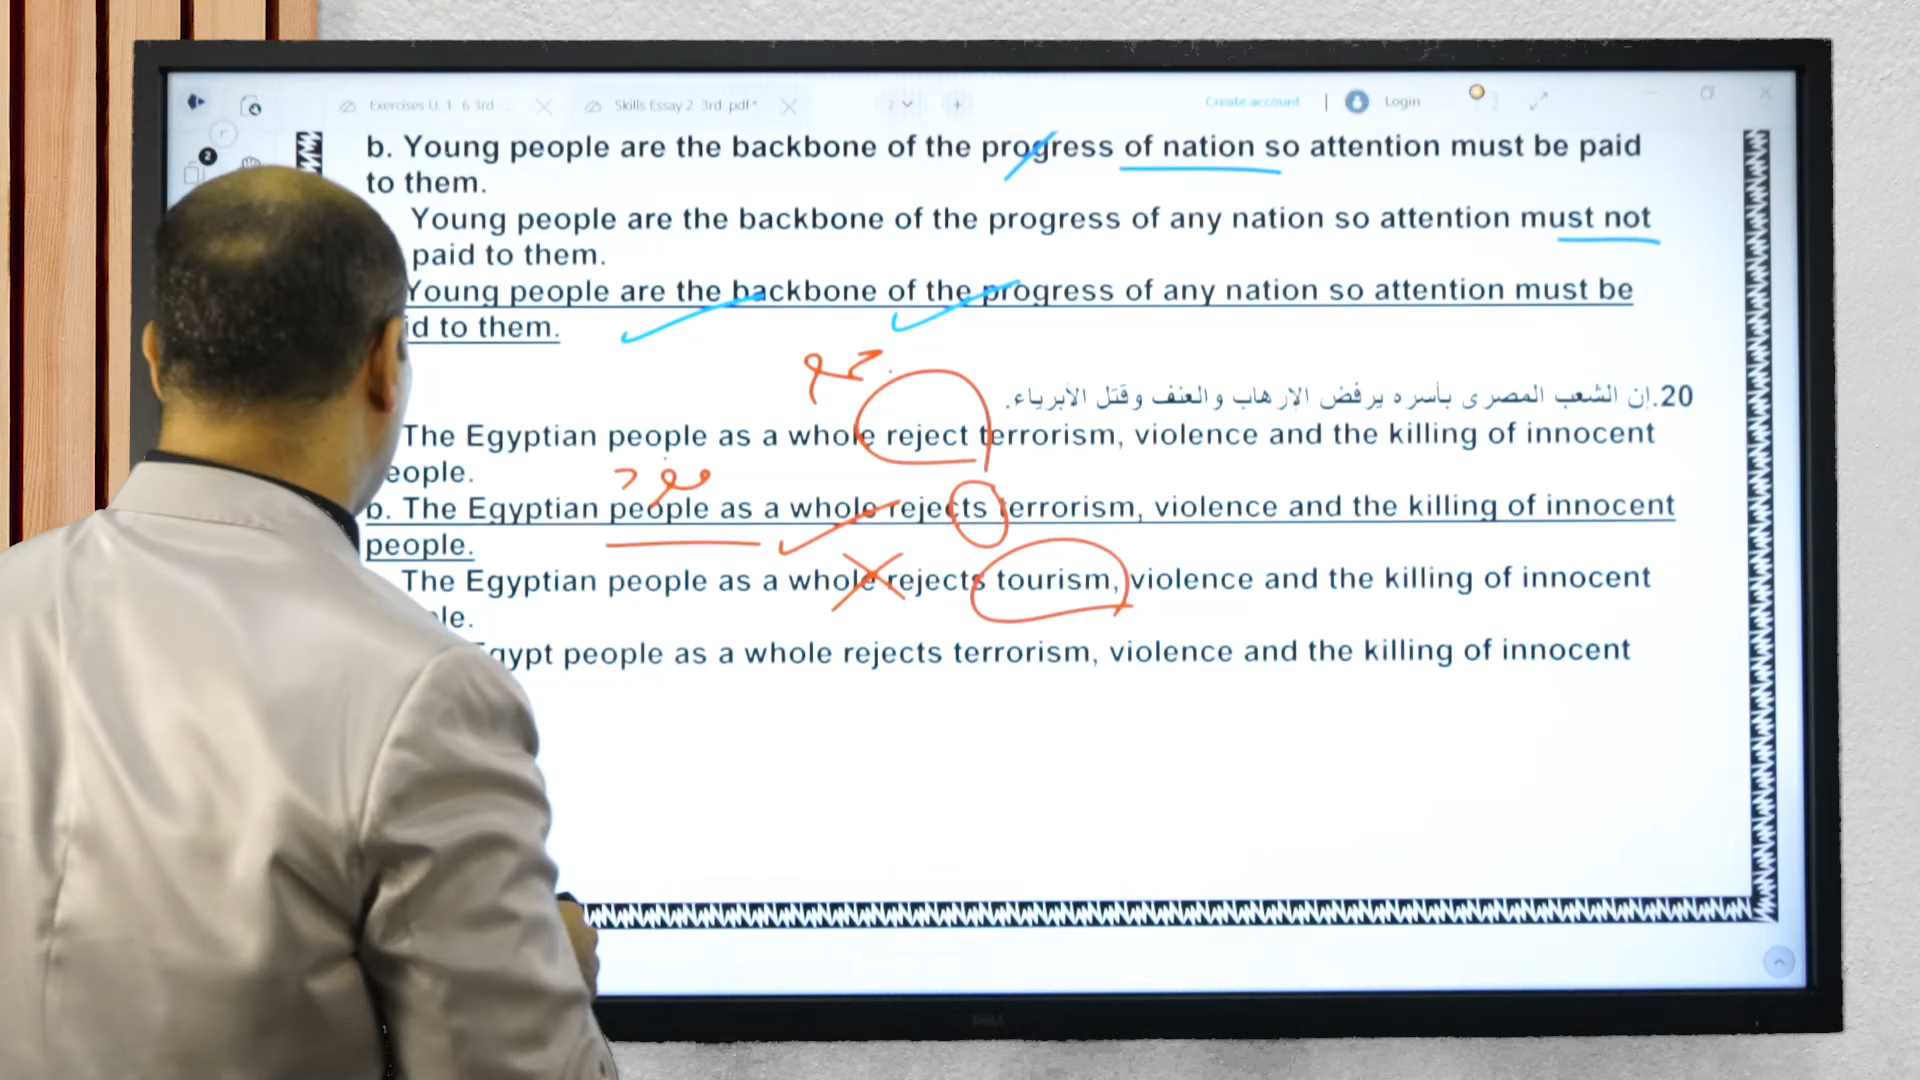 Exercises U. 1- 6 3rd ...
Skills Essay 2 3rd .pdf*
2
Create account | Login
2
b. Young people are the backbone of the progress of nation so attention must be paid
to them.
Young people are the backbone of the progress of any nation so attention must not
paid to them.
Young people are the backbone of the progress of any nation so attention must be
id to them.
جمع
20.إن الشعب المصرى بأسره يرفض الإرهاب والعنف وقتل الأبرياء.
The Egyptian people as a whole reject terrorism, violence and the killing of innocent
eople.
مفرد
b. The Egyptian people as a whole rejects terrorism, violence and the killing of innocent
people.
The Egyptian people as a whole rejects tourism, violence and the killing of innocent
le.
Egypt people as a whole rejects terrorism, violence and the killing of innocent
DELL